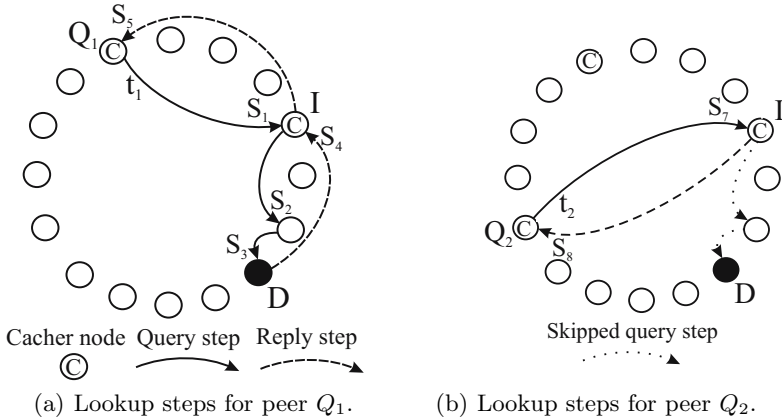 S₅
Q₁ C
t₁
I
S₁ C
S₄
S₂
S₃
D
Cacher node Query step Reply step
C
(a) Lookup steps for peer Q₁.
C
I
S₇
C
t₂
Q₂ C
S₈
D
Skipped query step
(b) Lookup steps for peer Q₂.